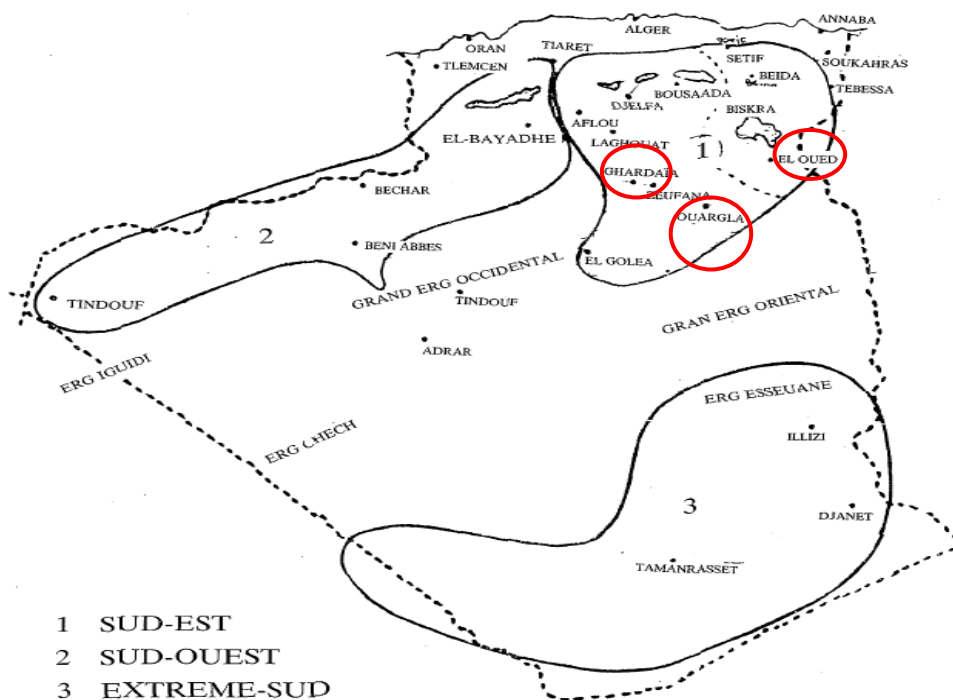 ANNABA
ALGER
ORAN
TIARET
SETIF
SOUKAHRAS
TLEMCEN
BEIDA
TEBESSA
BOUSAADA
DJELFA
BISKRA
AFLOU
EL-BAYADHE
LAGHOUAT
1
EL OUED
GHARDAÏA
BECHAR
ZEUFANA
OUARGLA
2
BENI ABBES
EL GOLEA
GRAND ERG OCCIDENTAL
TINDOUF
TINDOUF
GRAN ERG ORIENTAL
ADRAR
ERG IGUIDI
ERG ESSEUANE
ERG CHECH
ILLIZI
3
DJANET
TAMANRASSET
1 SUD-EST
2 SUD-OUEST
3 EXTREME-SUD